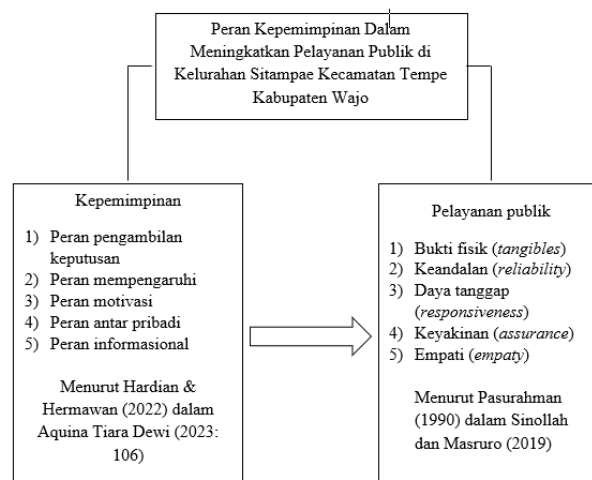 Peran Kepemimpinan Dalam
Meningkatkan Pelayanan Publik di
Kelurahan Sitampae Kecamatan Tempe
Kabupaten Wajo
Kepemimpinan
1) Peran pengambilan
keputusan
2) Peran mempengaruhi
3) Peran motivasi
4) Peran antar pribadi
5) Peran informasional
Menurut Hardian &
Hermawan (2022) dalam
Aquina Tiara Dewi (2023:
106)
Pelayanan publik
1) Bukti fisik (tangibles)
2) Keandalan (reliability)
3) Daya tanggap
(responsiveness)
4) Keyakinan (assurance)
5) Empati (empaty)
Menurut Pasurahman
(1990) dalam Sinollah
dan Masruro (2019)